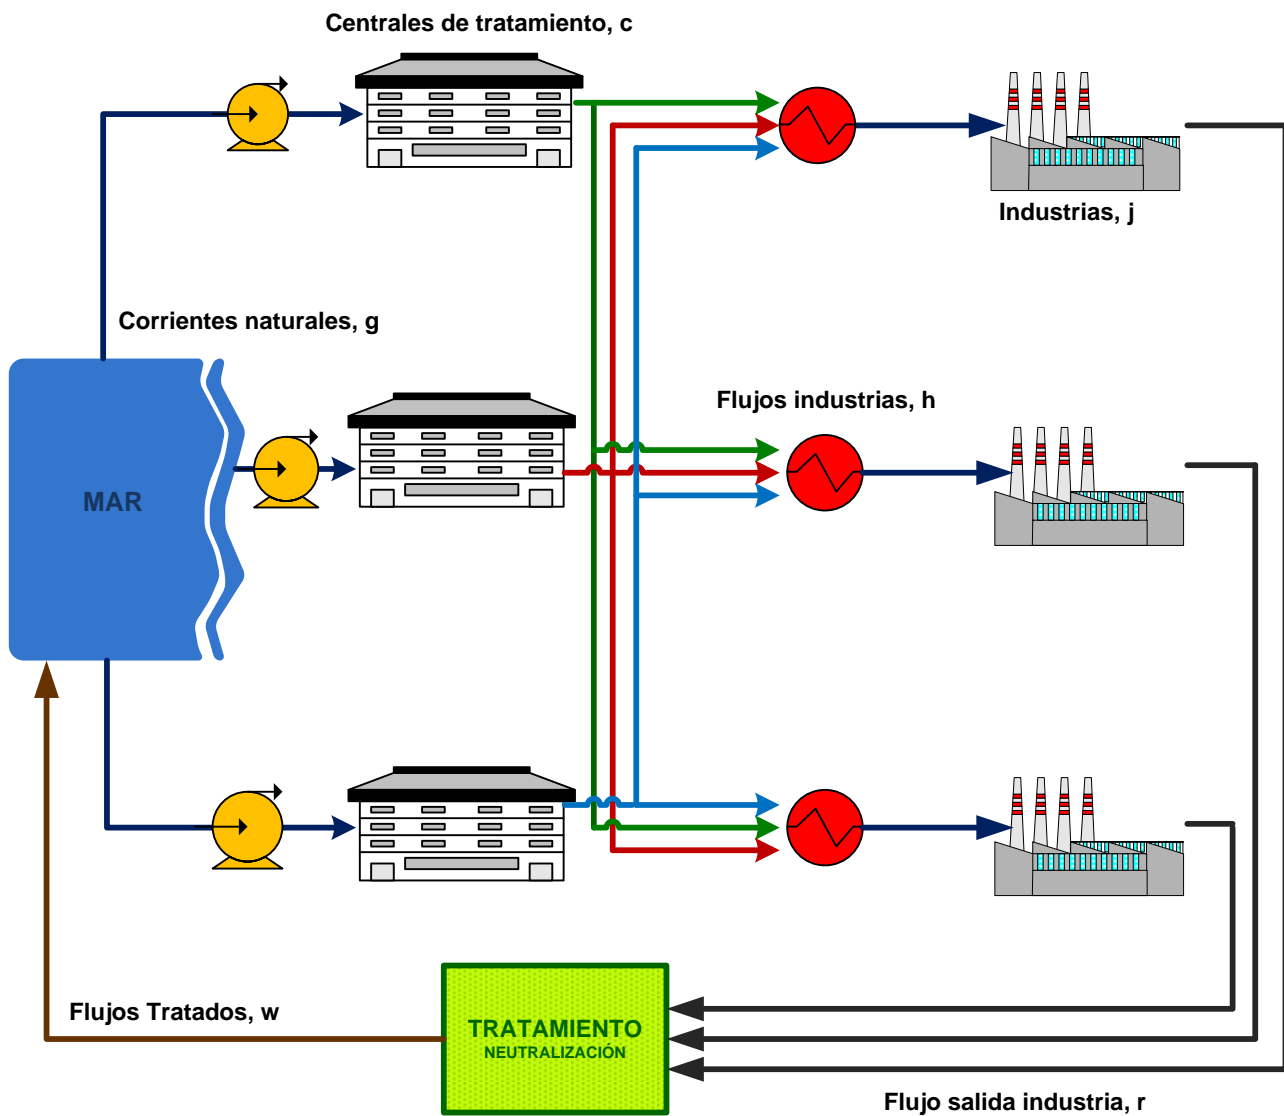 Centrales de tratamiento, c
Industrias, j
Corrientes naturales, g
Flujos industrias, h
MAR
Flujos Tratados, w
TRATAMIENTO
NEUTRALIZACIÓN
Flujo salida industria, r